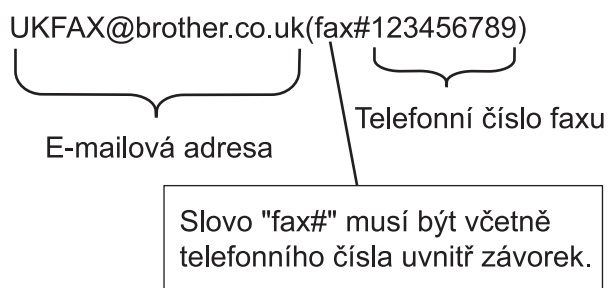 UKFAX@brother.co.uk(fax#123456789)
Telefonní číslo faxu
E-mailová adresa
Slovo "fax#" musí být včetně
telefonního čísla uvnitř závorek.